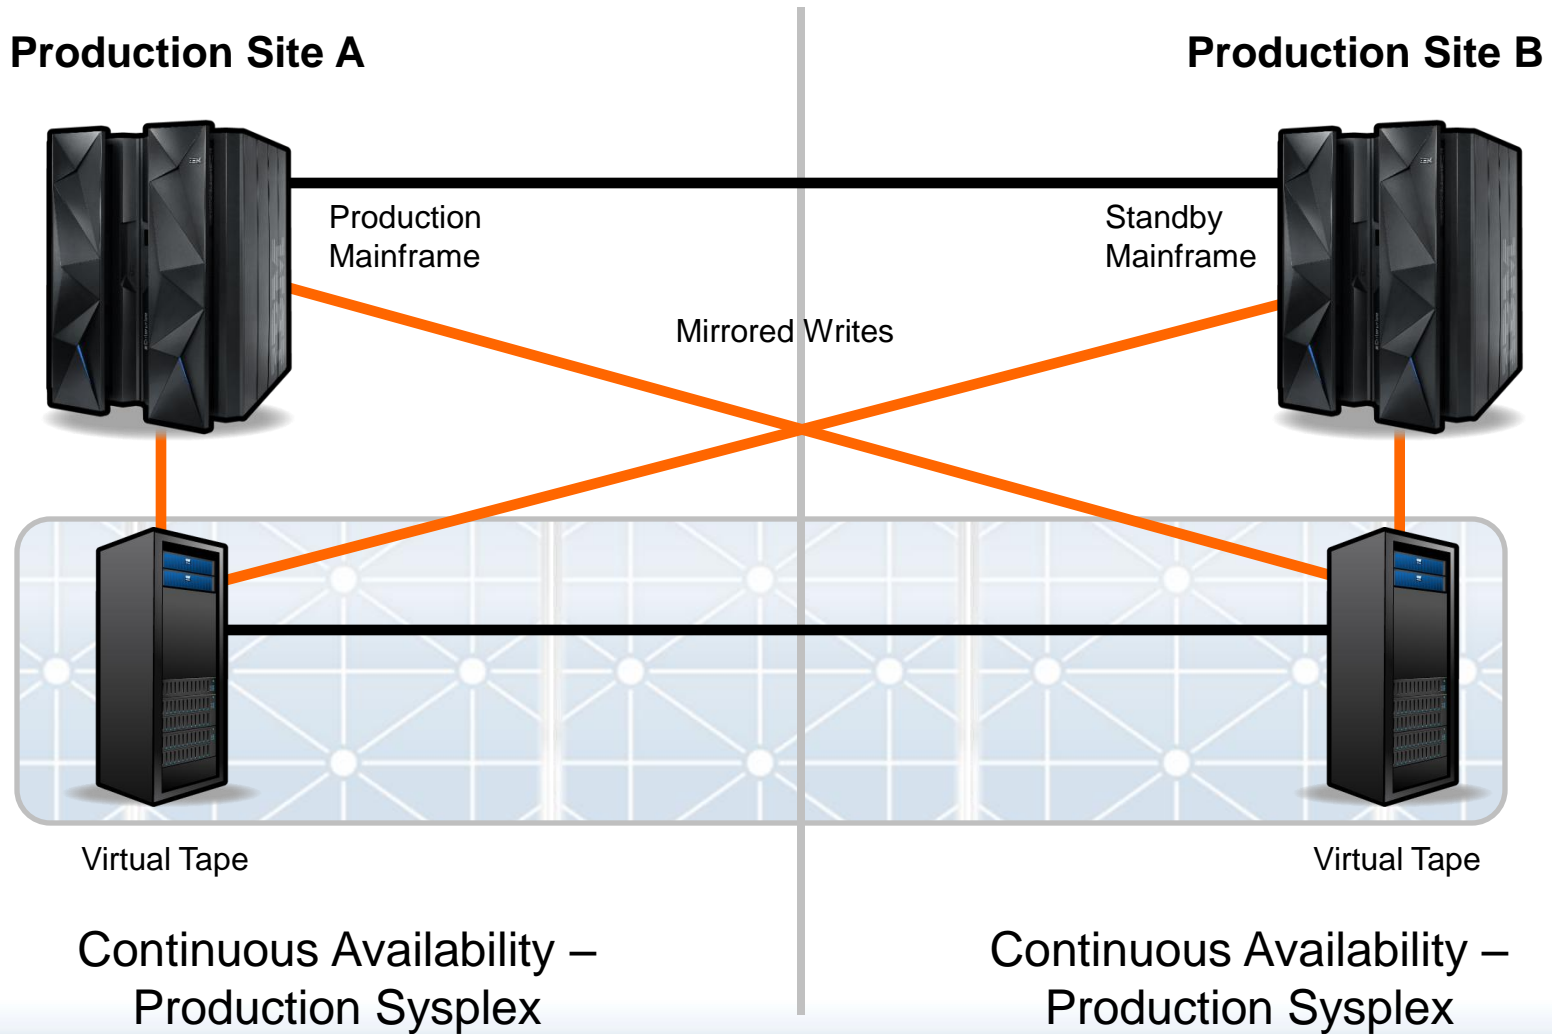 Production Site A
Production Site B
Production
Mainframe
Standby
Mainframe
Mirrored Writes
Virtual Tape
Virtual Tape
Continuous Availability –
Production Sysplex
Continuous Availability –
Production Sysplex